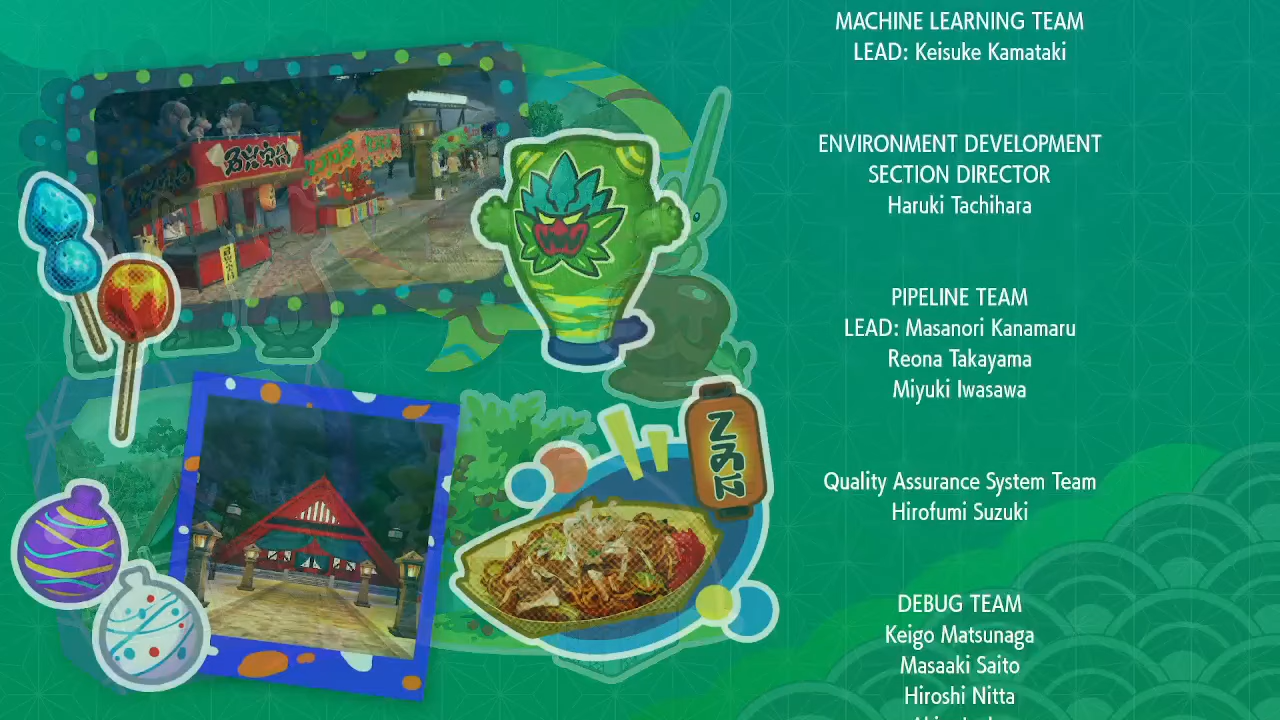 MACHINE LEARNING TEAM
LEAD: Keisuke Kamataki
ENVIRONMENT DEVELOPMENT
SECTION DIRECTOR
Haruki Tachihara
PIPELINE TEAM
LEAD: Masanori Kanamaru
Reona Takayama
Miyuki Iwasawa
Quality Assurance System Team
Hirofumi Suzuki
DEBUG TEAM
Keigo Matsunaga
Masaaki Saito
Hiroshi Nitta